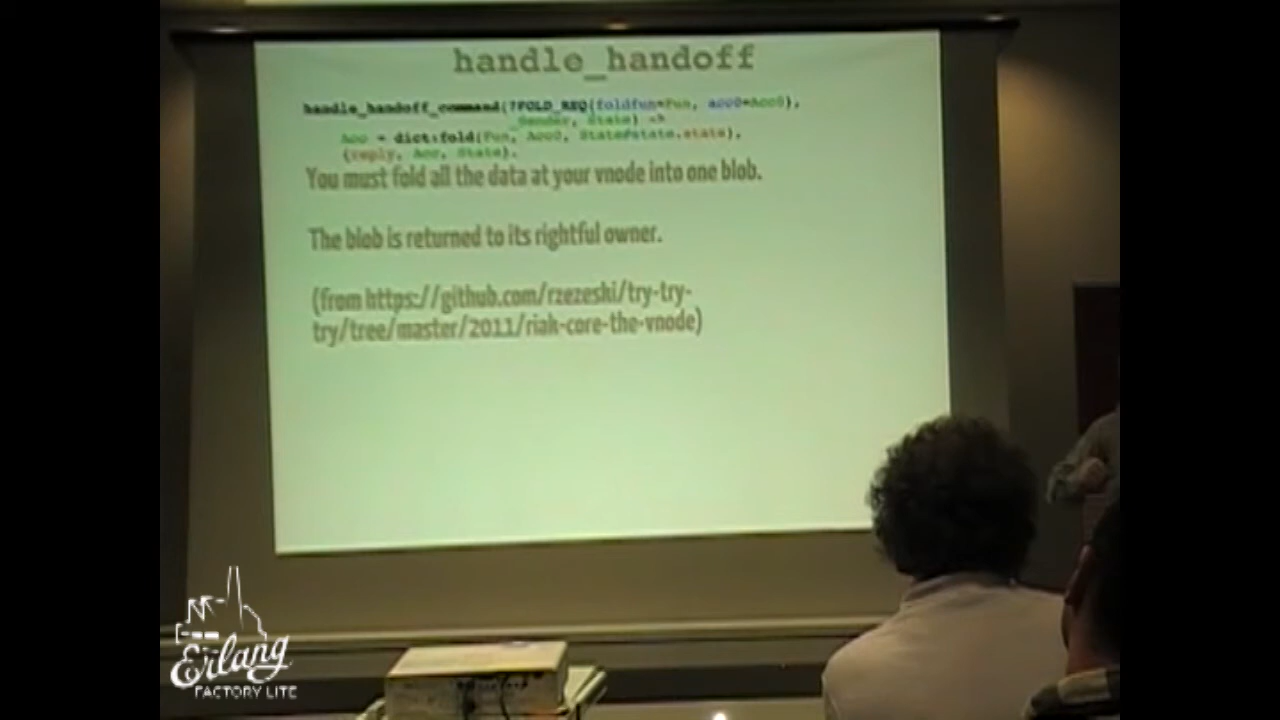 handle_handoff
handle_handoff_command(?FOLD_REQ{foldfun=Fun, acc0=Acc0},
_Sender, State) ->
Acc = dict:fold(Fun, Acc0, State#state.state),
{reply, Acc, State}.
You must fold all the data at your vnode into one blob.
The blob is returned to its rightful owner.
(from https://github.com/rzezeski/try-try-
try/tree/master/2011/riak-core-the-vnode)
Erlang
FACTORY LITE